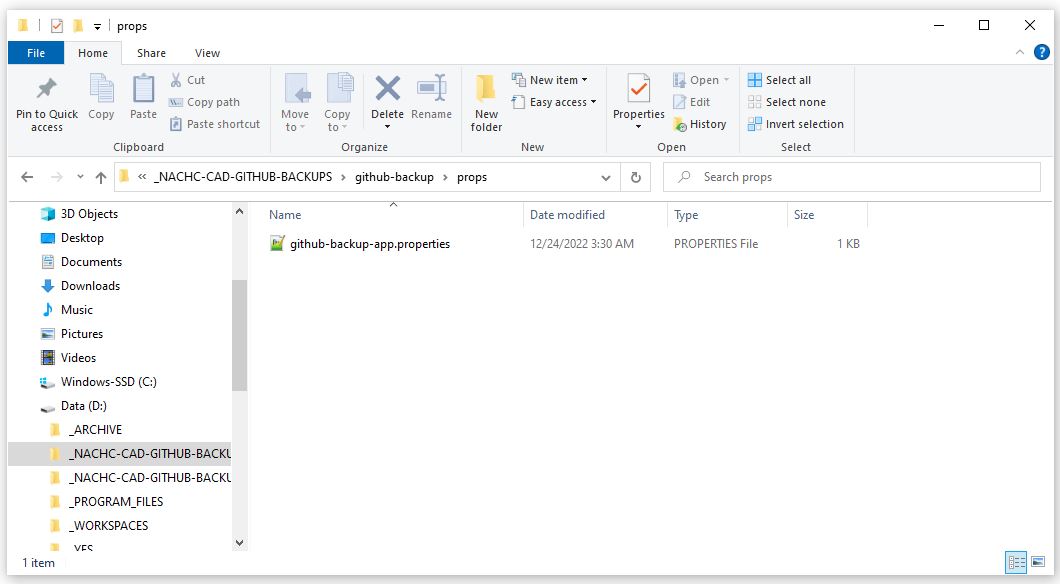 props
File Home Share View
Pin to Quick access
Copy
Paste
Cut
Copy path
Paste shortcut
Clipboard
Move to
Copy to
Delete
Rename
Organize
New folder
New item
Easy access
New
Properties
Open
Edit
History
Open
Select all
Select none
Invert selection
Select
« _NACHC-CAD-GITHUB-BACKUPS > github-backup > props
Search props
3D Objects
Desktop
Documents
Downloads
Music
Pictures
Videos
Windows-SSD (C:)
Data (D:)
_ARCHIVE
_NACHC-CAD-GITHUB-BACKU
_NACHC-CAD-GITHUB-BACKU
_PROGRAM_FILES
_WORKSPACES
_YES
Name Date modified Type Size
github-backup-app.properties 12/24/2022 3:30 AM PROPERTIES File 1 KB
1 item